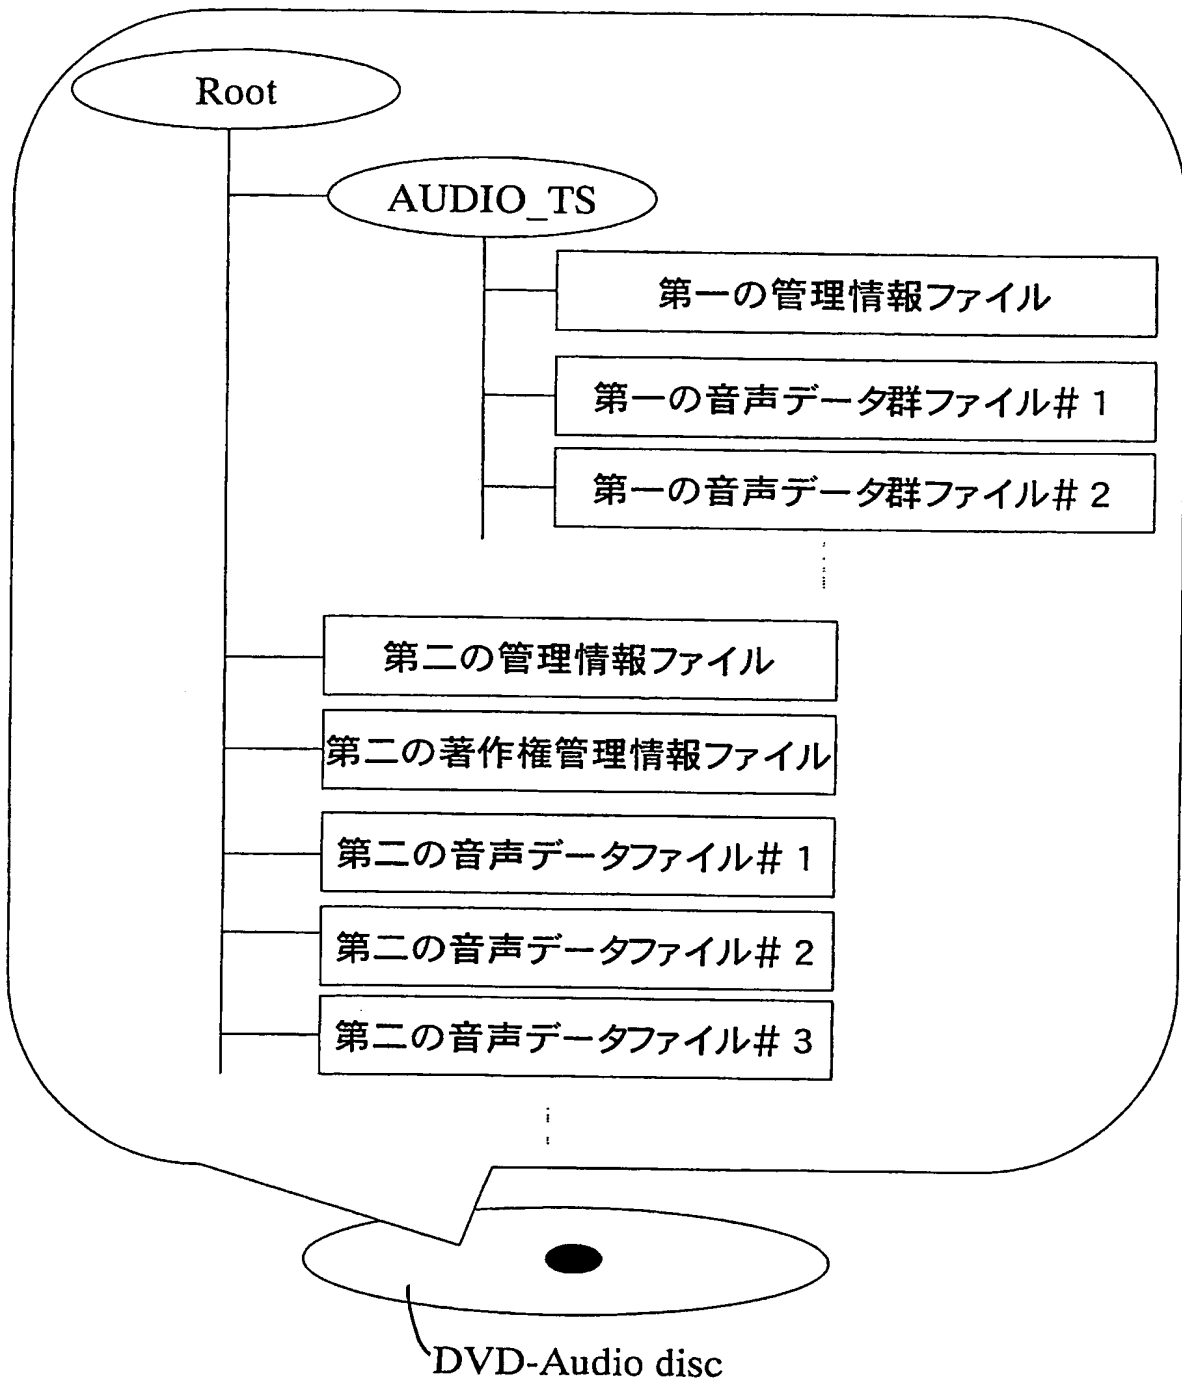 Root
AUDIO_TS
第一の管理情報ファイル
第一の音声データ群ファイル＃１
第一の音声データ群ファイル＃２
第二の管理情報ファイル
第二の著作権管理情報ファイル
第二の音声データファイル＃１
第二の音声データファイル＃２
第二の音声データファイル＃３
DVD-Audio disc